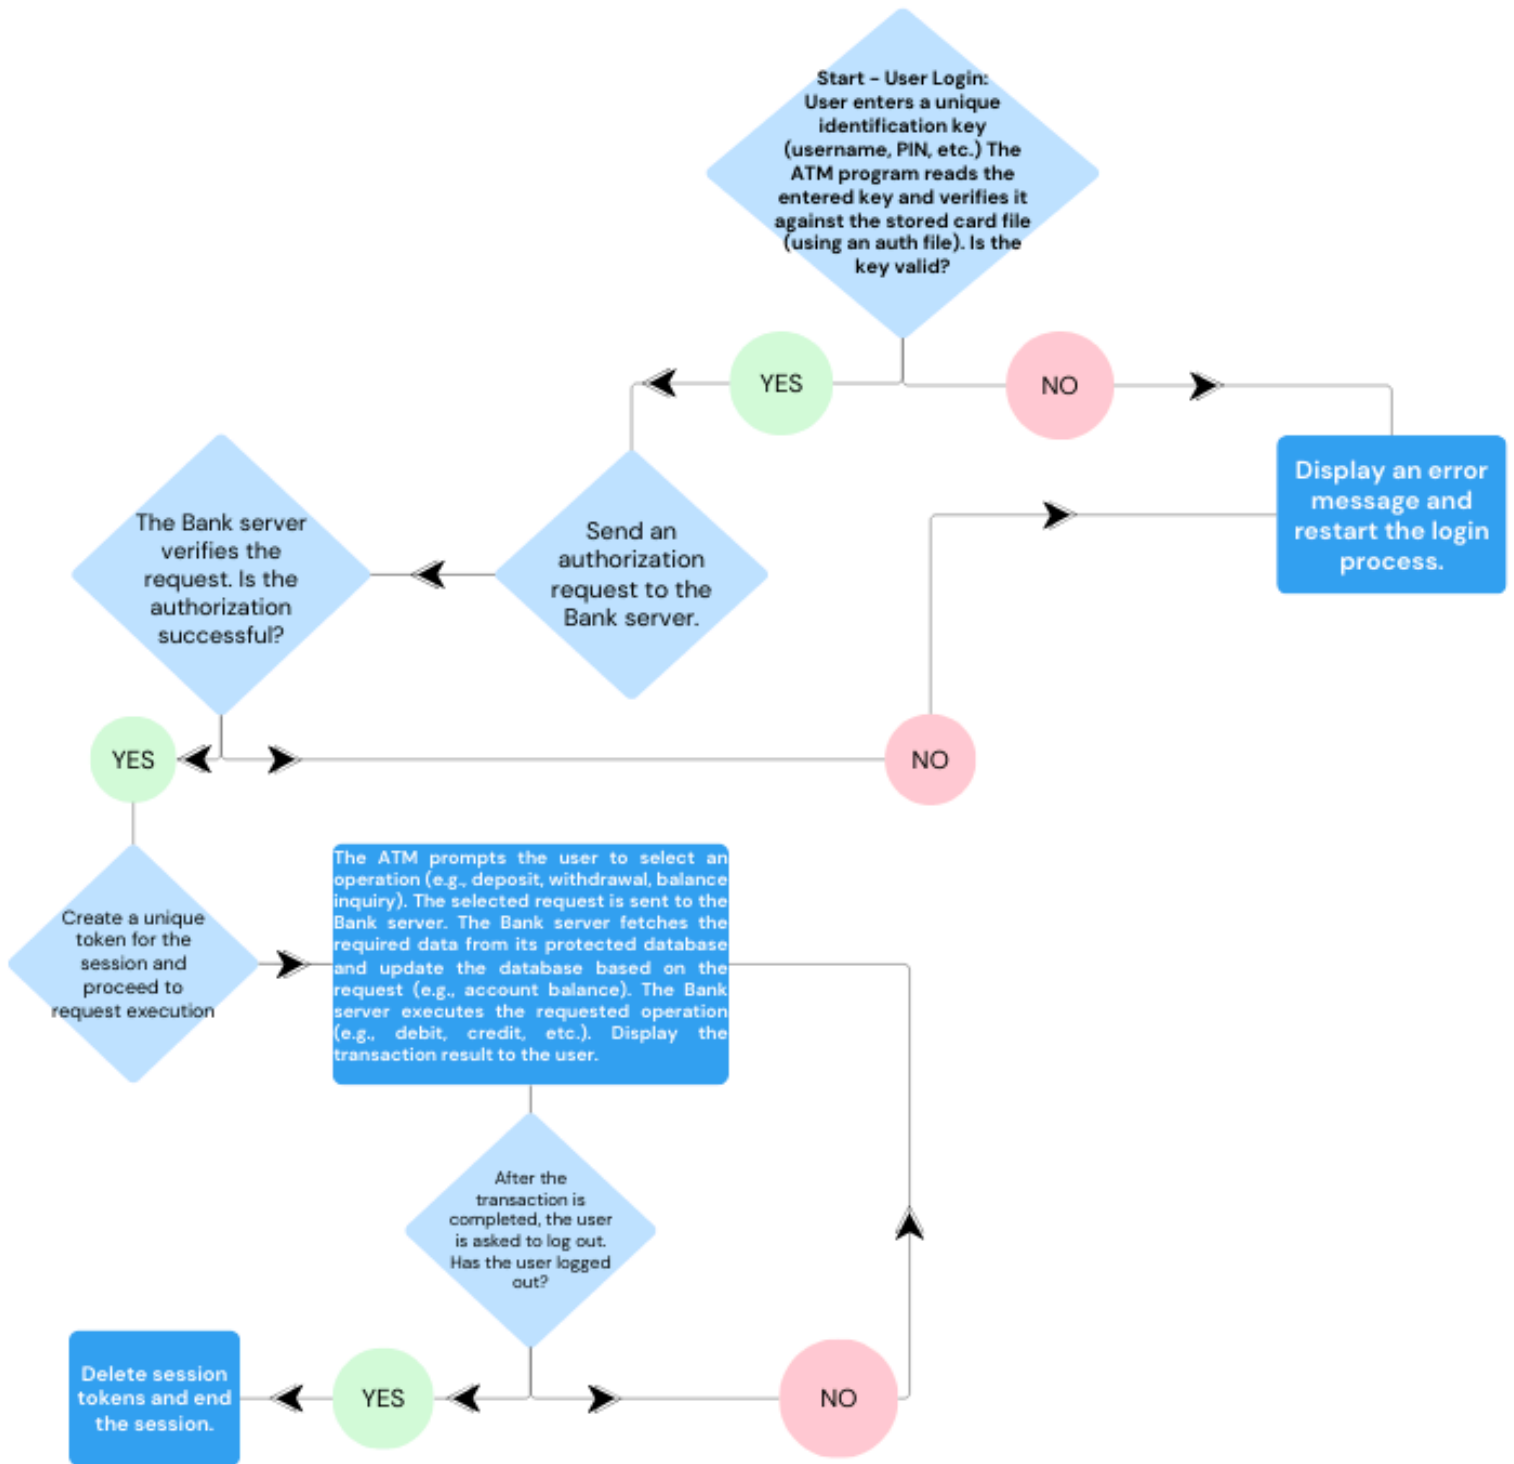 Start - User Login:
User enters a unique
identification key
(username, PIN, etc.) The
ATM program reads the
entered key and verifies it
against the stored card file
(using an auth file). Is the
key valid?
YES
NO
Display an error
message and
restart the login
process.
Send an
authorization
request to the
Bank server.
The Bank server
verifies the
request. Is the
authorization
successful?
YES
NO
Create a unique
token for the
session and
proceed to
request execution
The ATM prompts the user to select an
operation (e.g., deposit, withdrawal, balance
inquiry). The selected request is sent to the
Bank server. The Bank server fetches the
required data from its protected database
and update the database based on the
request (e.g., account balance). The Bank
server executes the requested operation
(e.g., debit, credit, etc.). Display the
transaction result to the user.
After the
transaction is
completed, the user
is asked to log out.
Has the user logged
out?
YES
NO
Delete session
tokens and end
the session.